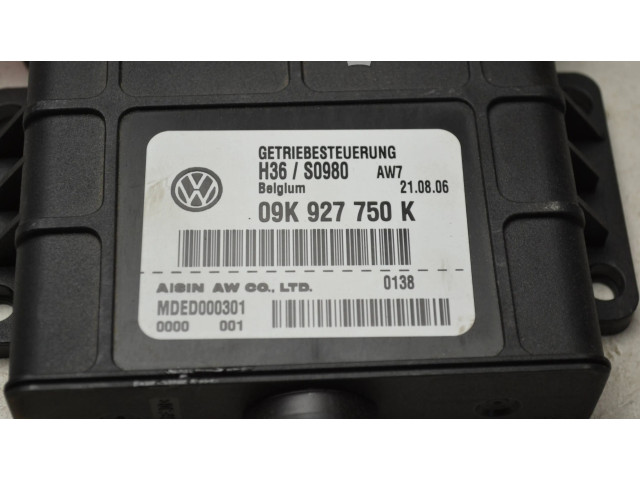 GETRIEBESTEUERUNG
H36 / S0980 AW7
Belgium 21.08.06
09K 927 750 K
AISIN AW CO., LTD. 0138
MDED000301
0000 001